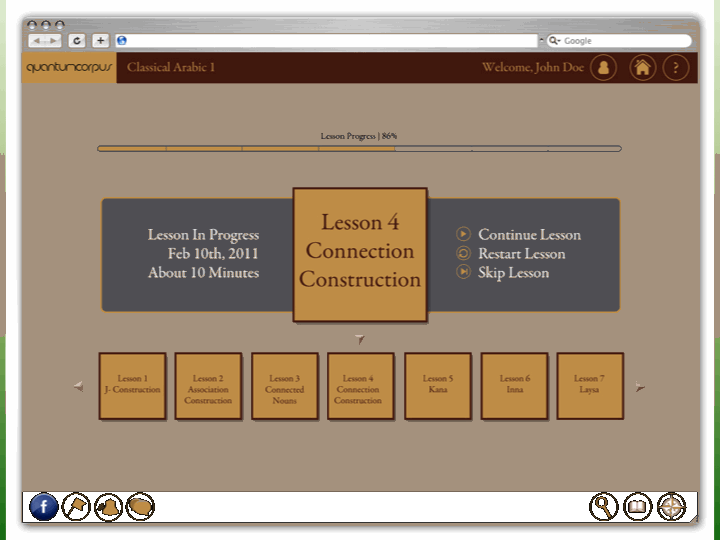 Google
quantumcorpus
Classical Arabic 1
Welcome, John Doe
?
Lesson Progress | 86%
Lesson In Progress
Feb 10th, 2011
About 10 Minutes
Lesson 4
Connection
Construction
Continue Lesson
Restart Lesson
Skip Lesson
Lesson 1
J- Construction
Lesson 2
Association
Construction
Lesson 3
Connected
Nouns
Lesson 4
Connection
Construction
Lesson 5
Kana
Lesson 6
Inna
Lesson 7
Laysa
f